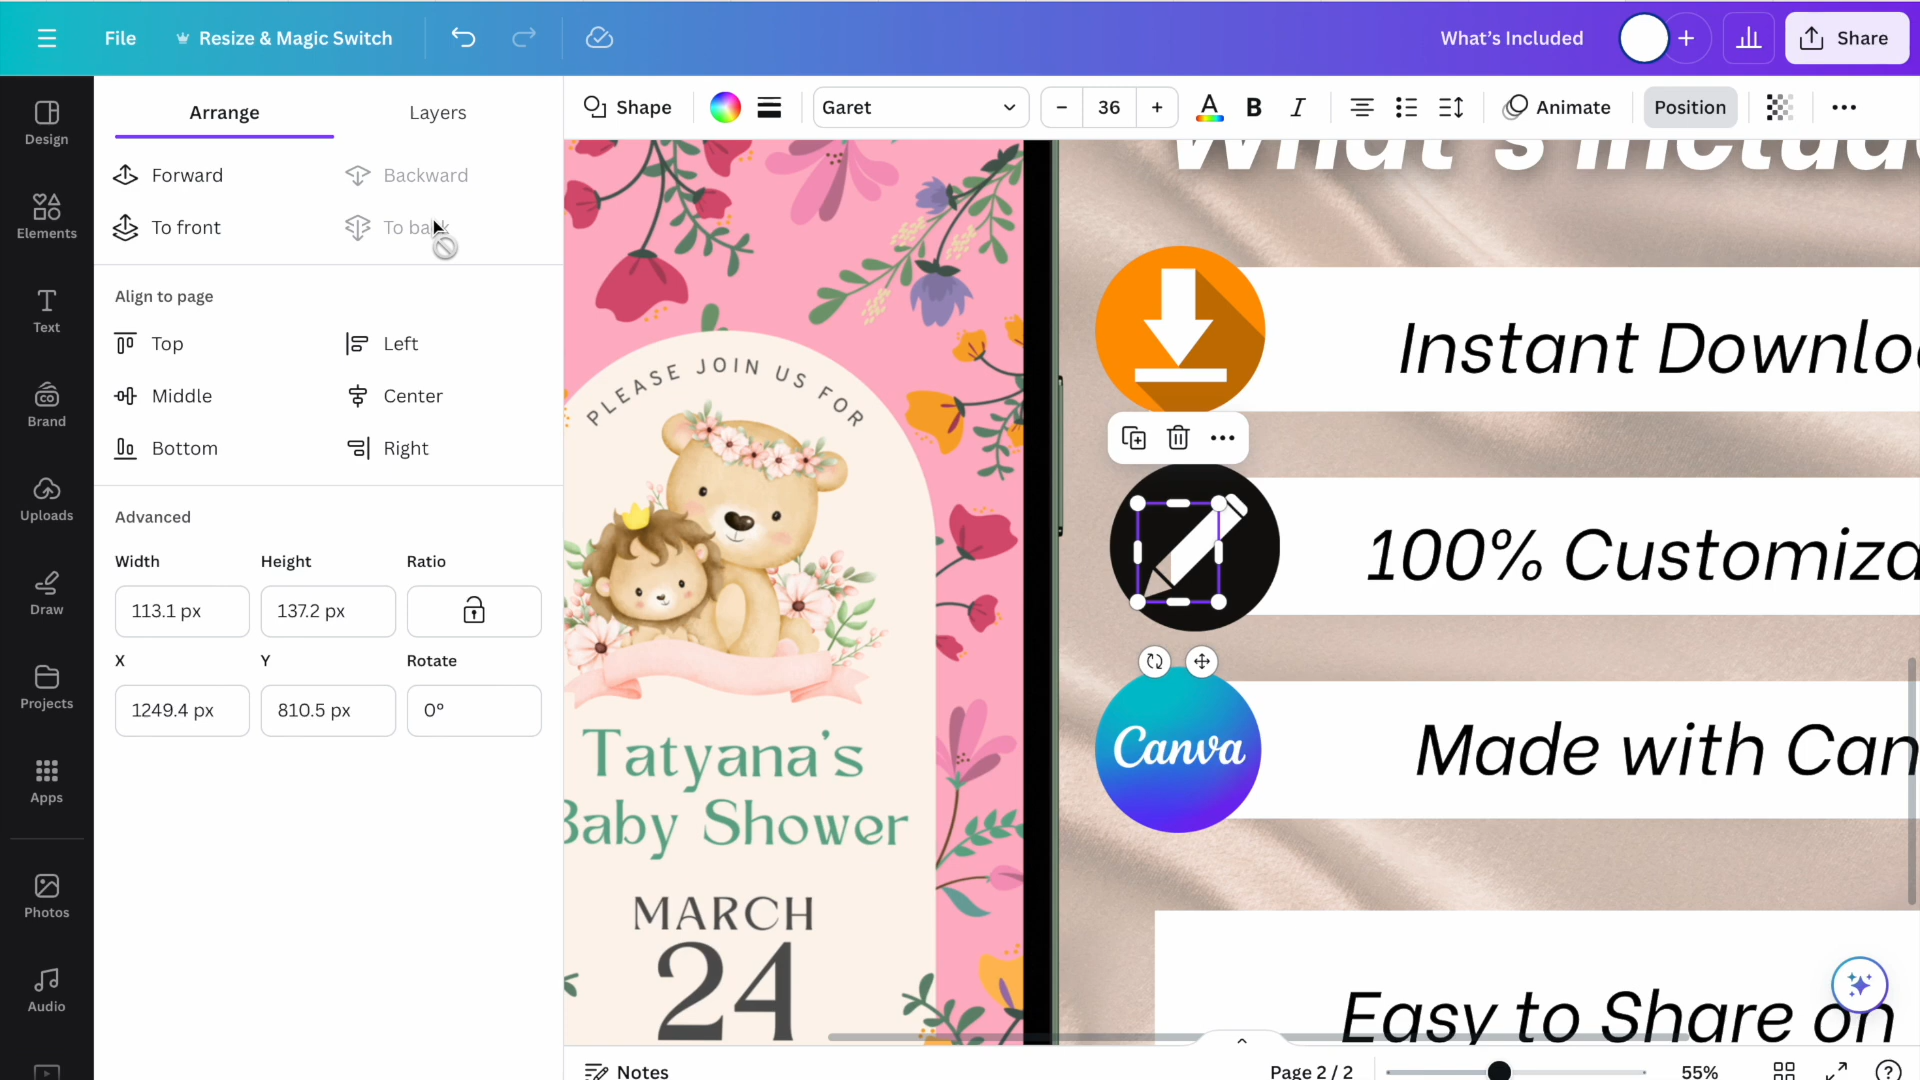 File
Resize & Magic Switch
What's Included
Share
Arrange
Layers
Shape
Garet
36
B
I
Animate
Position
Design
Elements
Text
Brand
Uploads
Draw
Projects
Apps
Photos
Audio
Forward
Backward
To front
To back
Align to page
Top
Left
Middle
Center
Bottom
Right
Advanced
Width
Height
Ratio
113.1 px
137.2 px
X
Y
Rotate
1249.4 px
810.5 px
0°
PLEASE JOIN US FOR
Tatyana's
Baby Shower
MARCH
24
What's Includ
Instant Downlo
100% Customiza
Canva
Made with Can
Easy to Share on
Notes
Page 2 / 2
55%